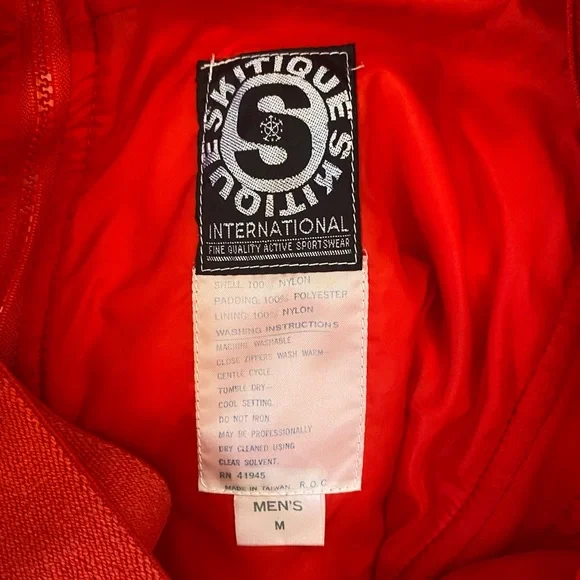 SKITIQUE SKITIQUE
S
INTERNATIONAL
FINE QUALITY ACTIVE SPORTSWEAR
SHELL 100% NYLON
PADDING 100% POLYESTER
LINING 100% NYLON
WASHING INSTRUCTIONS
MACHINE WASHABLE
CLOSE ZIPPERS WASH WARM
GENTLE CYCLE.
TUMBLE DRY—
COOL SETTING.
DO NOT IRON.
MAY BE PROFESSIONALLY
DRY CLEANED USING
CLEAR SOLVENT.
RN 41945
MADE IN TAIWAN R.O.C
MEN'S
M